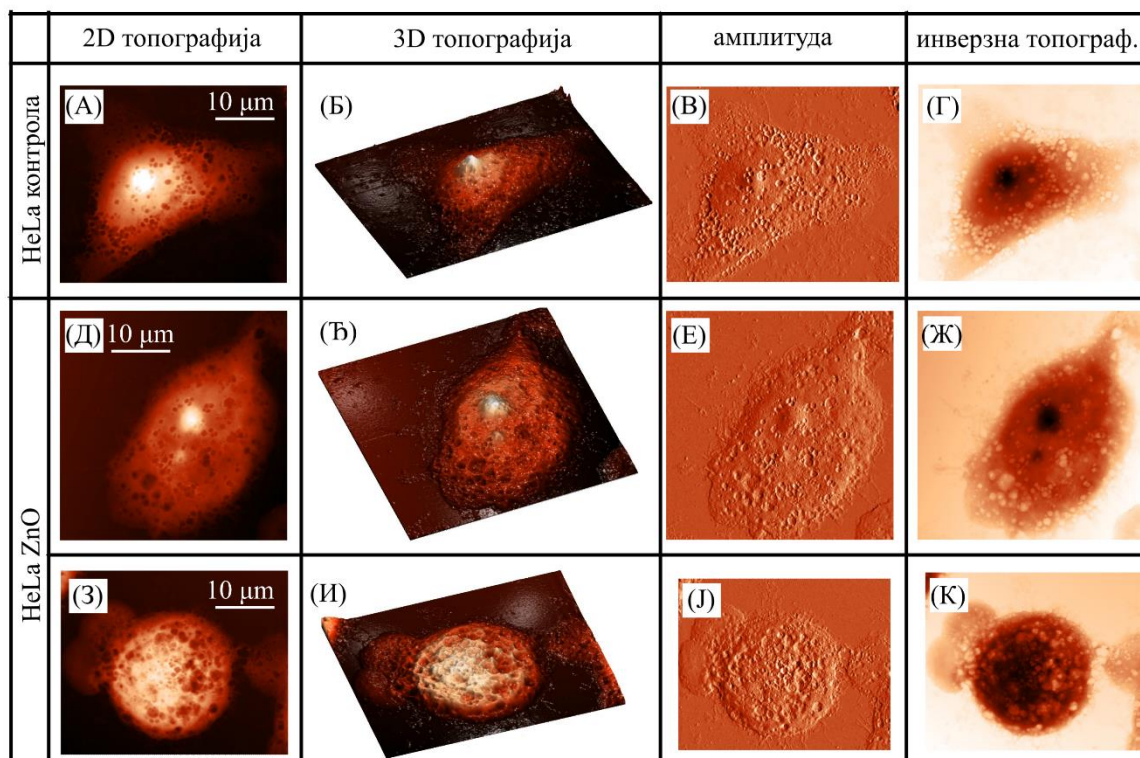 2D топографија
3D топографија
амплитуда
инверзна топограф.
HeLa контрола
(А)
10 μm
(Б)
(В)
(Г)
HeLa ZnO
(Д)
10 μm
(Ђ)
(Е)
(Ж)
(З)
10 μm
(И)
(Ј)
(К)